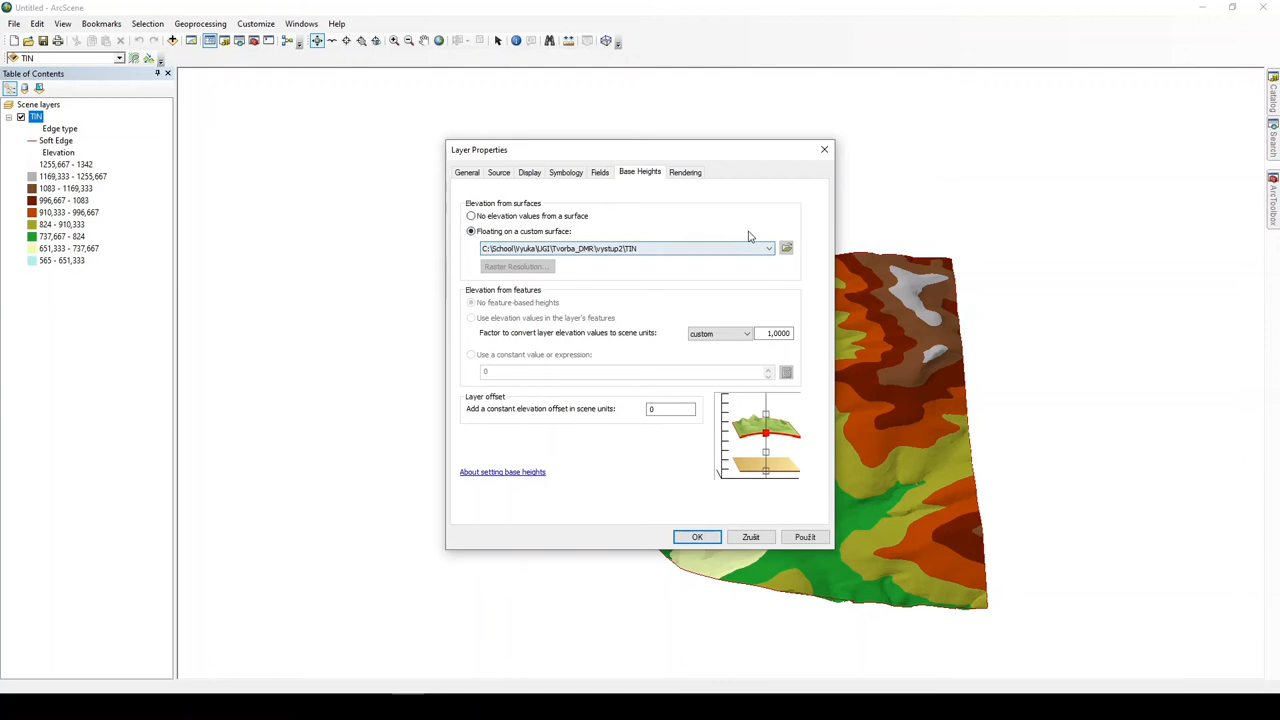 Untitled - ArcScene
File Edit View Bookmarks Selection Geoprocessing Customize Windows Help
TIN
Table of Contents
Scene layers
TIN
Edge type
Soft Edge
Elevation
1255,667 - 1342
1169,333 - 1255,667
1083 - 1169,333
996,667 - 1083
910,333 - 996,667
824 - 910,333
737,667 - 824
651,333 - 737,667
565 - 651,333
Layer Properties
General Source Display Symbology Fields Base Heights Rendering
Elevation from surfaces
No elevation values from a surface
Floating on a custom surface:
C:\School\Vyuka\UGI\Tvorba_DMR\vystup2\TIN
Raster Resolution...
Elevation from features
No feature-based heights
Use elevation values in the layer's features
Factor to convert layer elevation values to scene units: custom 1,0000
Use a constant value or expression:
0
Layer offset
Add a constant elevation offset in scene units: 0
About setting base heights
OK Zrušit Použít
Catalog
Search
ArcToolbox